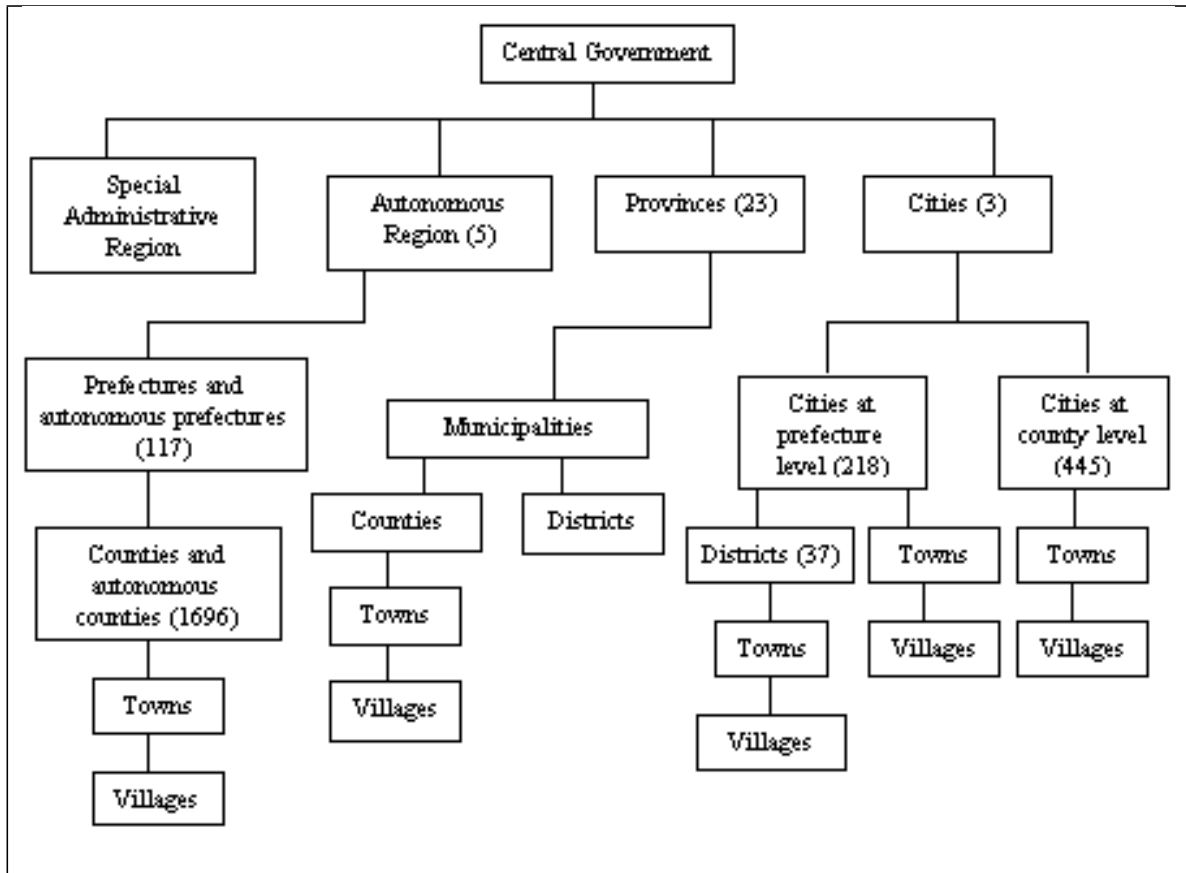 Central Government
Special
Administrative
Region
Autonomous
Region (5)
Provinces (23)
Cities (3)
Prefectures and
autonomous prefectures
(117)
Municipalities
Cities at
prefecture
level (218)
Cities at
county level
(445)
Counties and
autonomous
counties (1696)
Counties
Districts
Districts (37)
Towns
Towns
Towns
Villages
Towns
Villages
Villages
Towns
Villages
Villages